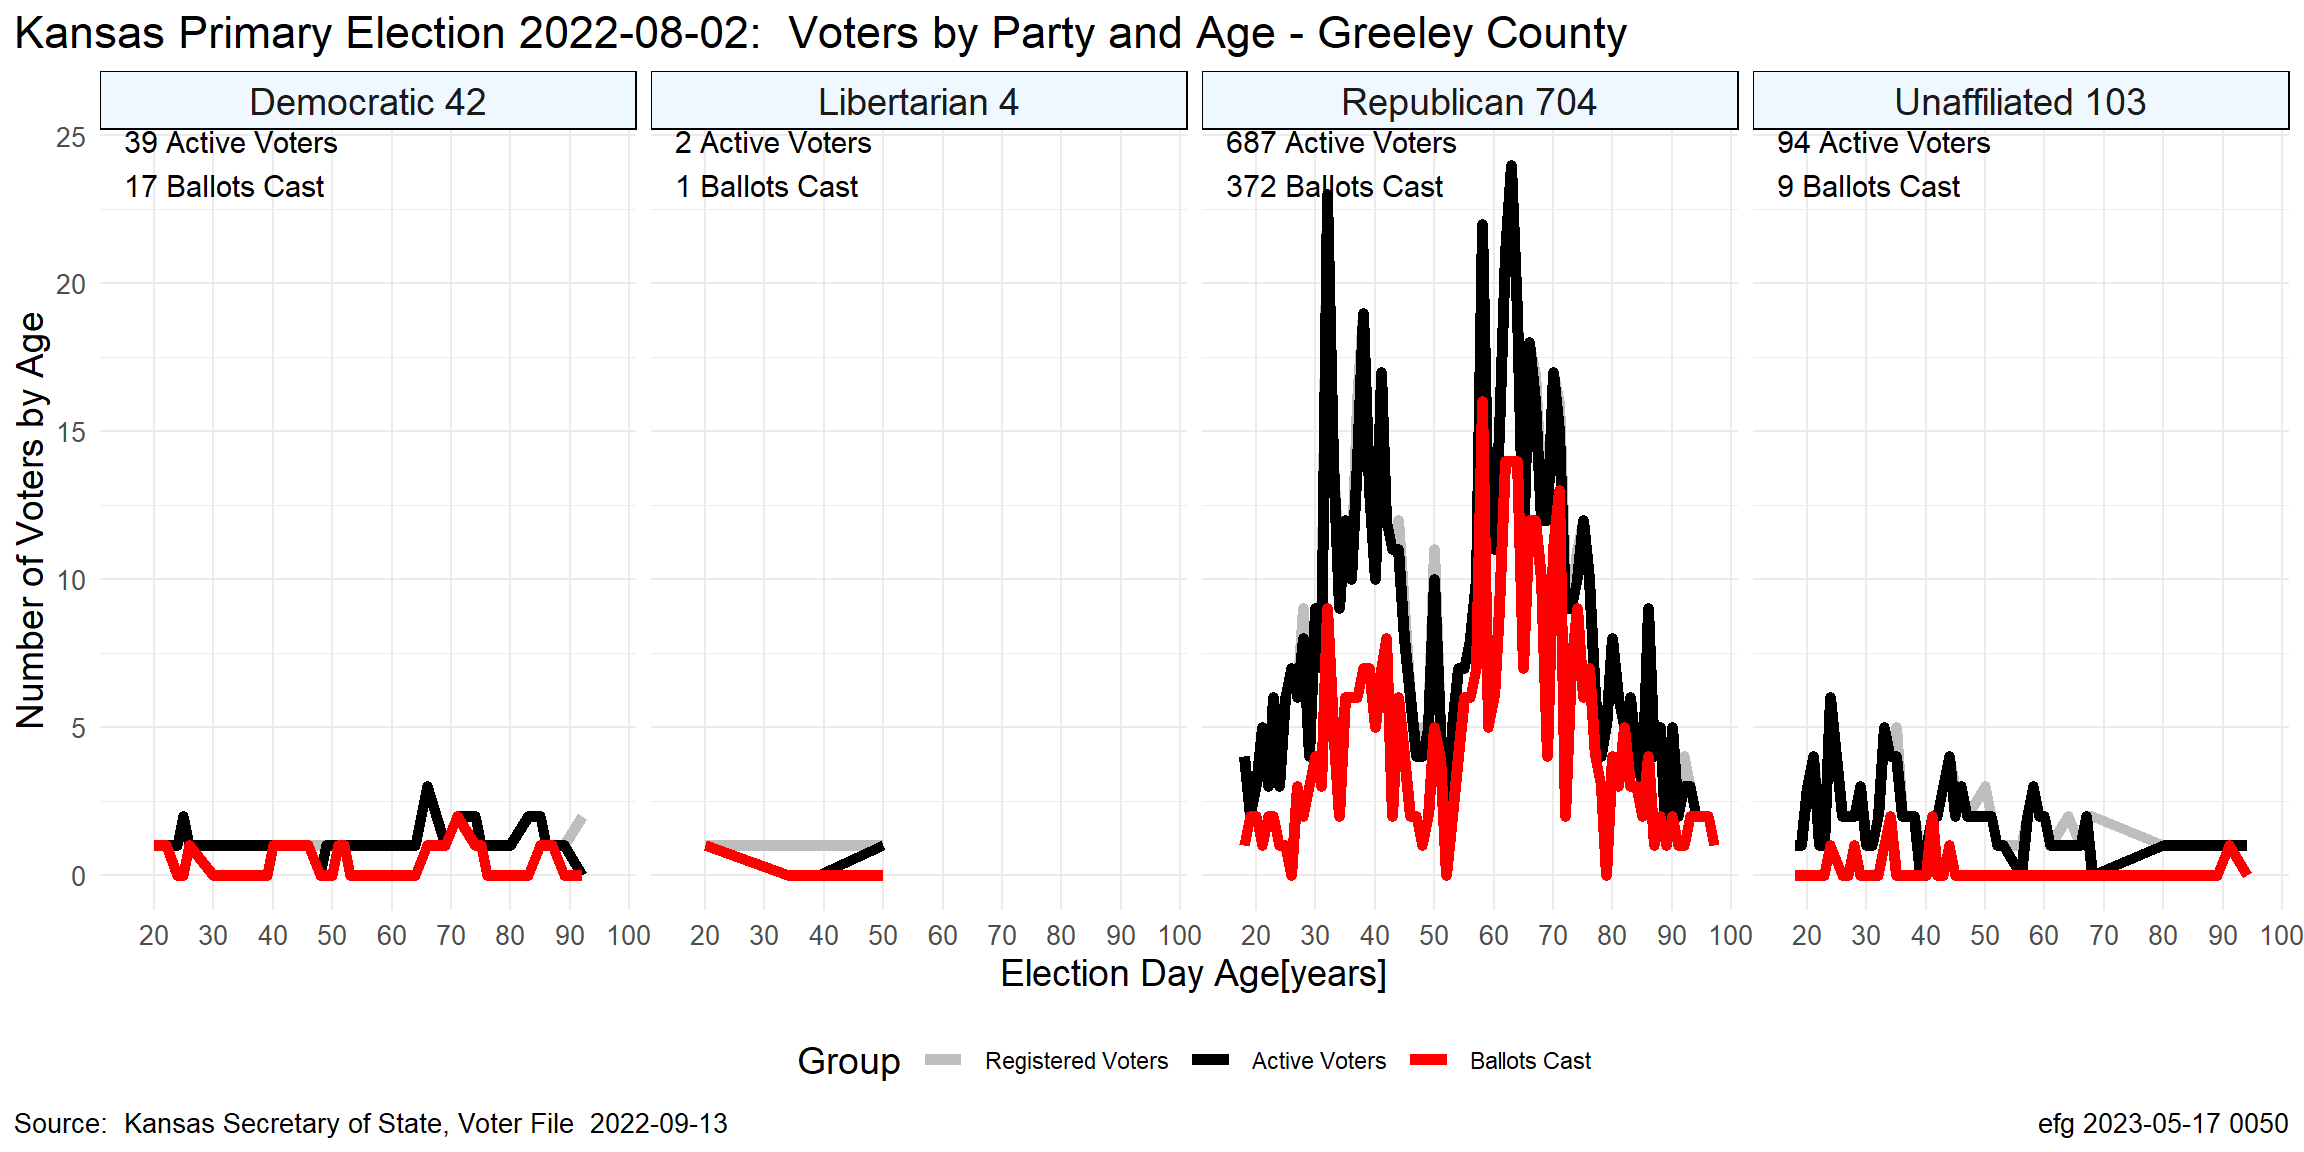 Kansas Primary Election 2022-08-02:  Voters by Party and Age - Greeley County
Democratic 42
Libertarian 4
Republican 704
Unaffiliated 103
39 Active Voters
17 Ballots Cast
2 Active Voters
1 Ballots Cast
687 Active Voters
372 Ballots Cast
94 Active Voters
9 Ballots Cast
Number of Voters by Age
25
20
15
10
5
0
20 30 40 50 60 70 80 90 100
20 30 40 50 60 70 80 90 100
20 30 40 50 60 70 80 90 100
20 30 40 50 60 70 80 90 100
Election Day Age[years]
Group Registered Voters Active Voters Ballots Cast
Source:  Kansas Secretary of State, Voter File  2022-09-13
efg 2023-05-17 0050